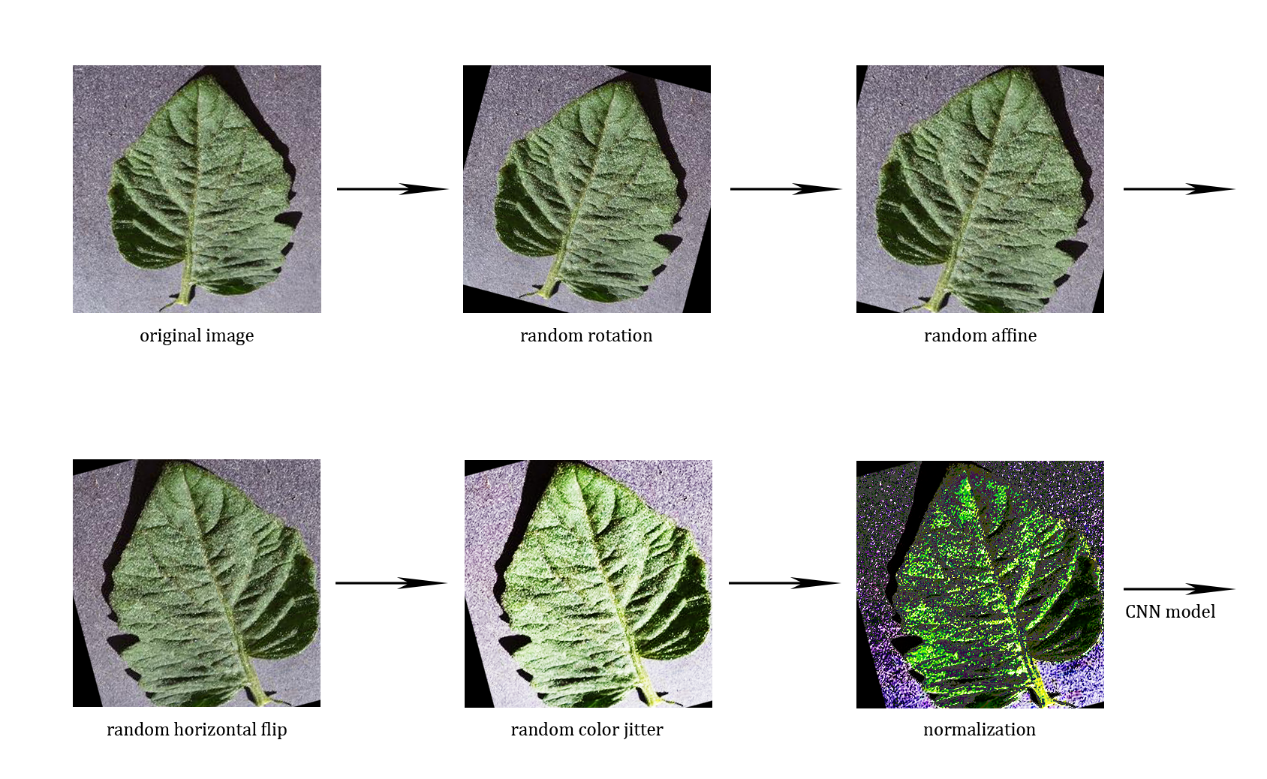 original image
random rotation
random affine
random horizontal flip
random color jitter
normalization
CNN model